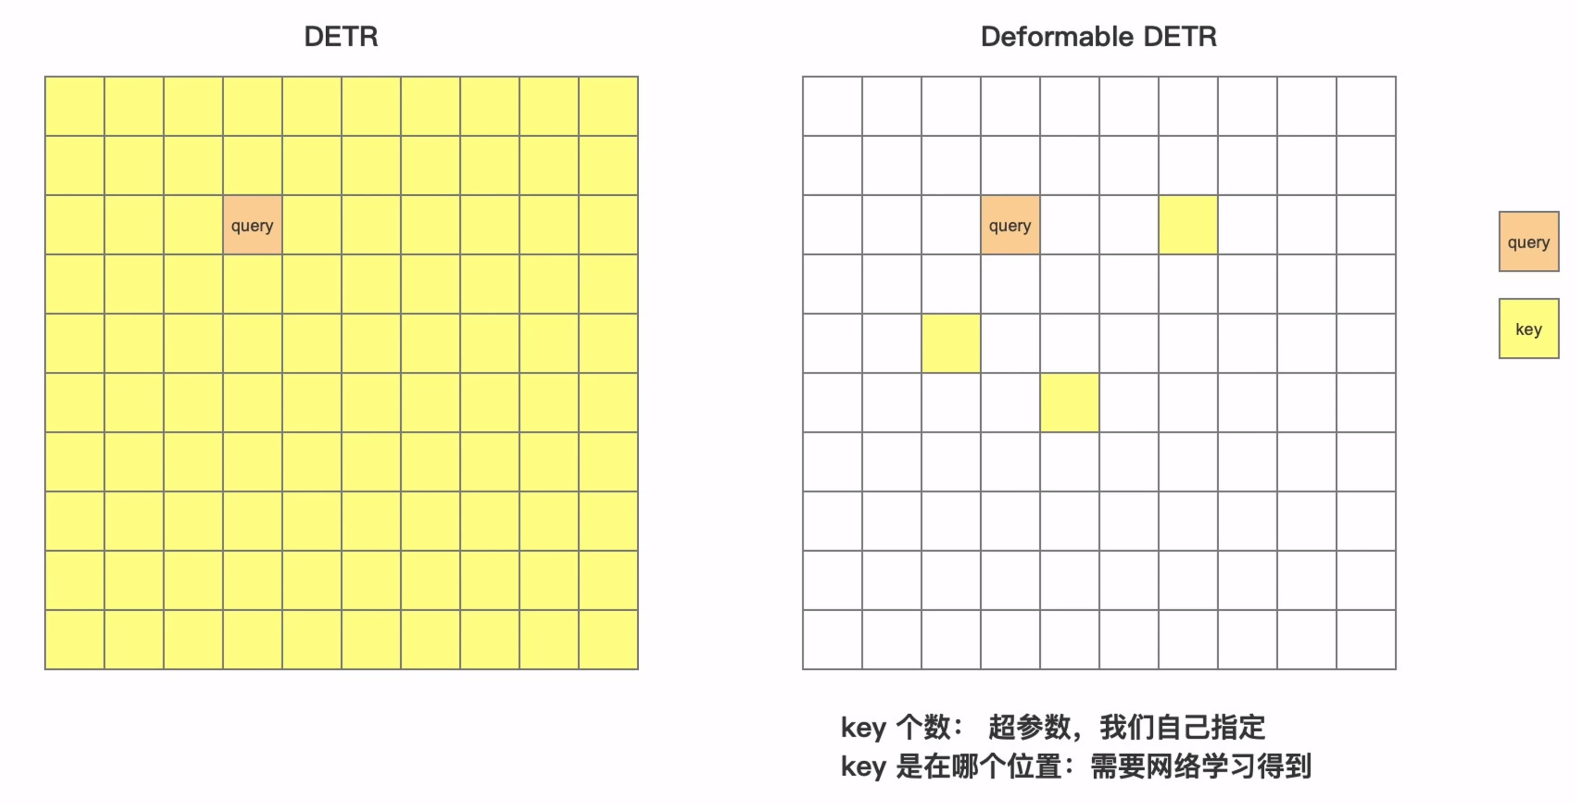 DETR
Deformable DETR
query
query
query
key
key 个数： 超参数，我们自己指定
key 是在哪个位置：需要网络学习得到